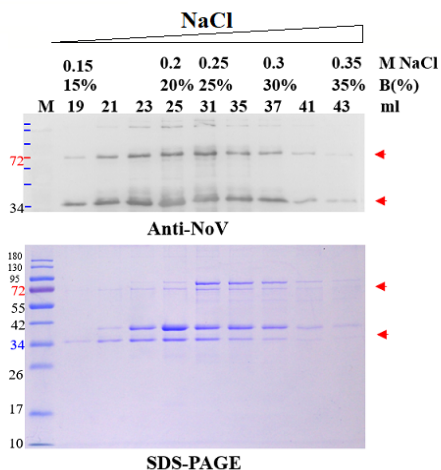 NaCl
0.15 0.2 0.25 0.3 0.35 M NaCl
15% 20% 25% 30% 35% B(%)
M 19 21 23 25 31 35 37 41 43 ml
72
34
Anti-NoV
180
130
95
72
55
42
34
26
17
10
SDS-PAGE